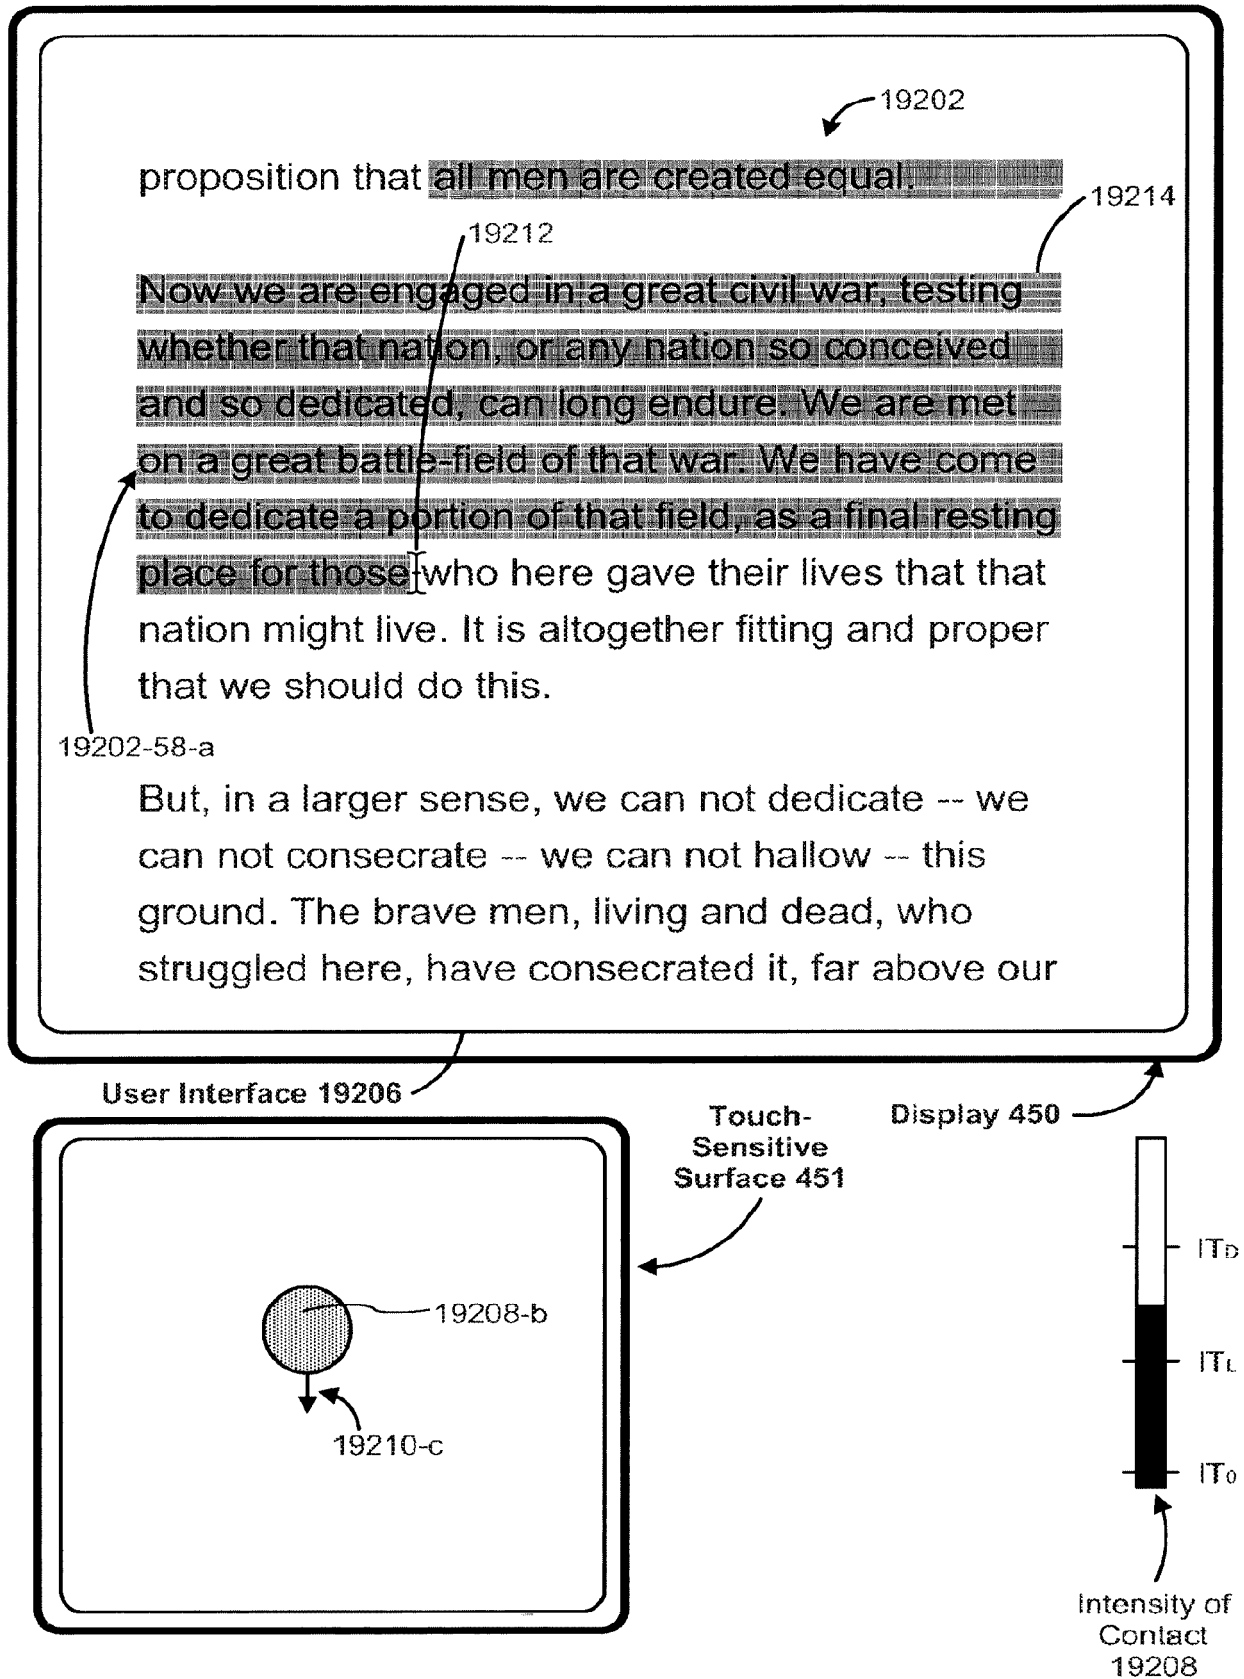 19202
proposition that all men are created equal.
19214
19212
Now we are engaged in a great civil war, testing
whether that nation, or any nation so conceived
and so dedicated, can long endure. We are met
on a great battle-field of that war. We have come
to dedicate a portion of that field, as a final resting
place for those who here gave their lives that that
nation might live. It is altogether fitting and proper
that we should do this.
19202-58-a
But, in a larger sense, we can not dedicate -- we
can not consecrate -- we can not hallow -- this
ground. The brave men, living and dead, who
struggled here, have consecrated it, far above our
User Interface 19206
Display 450
Touch-
Sensitive
Surface 451
ITD
19208-b
ITL
19210-c
IT0
Intensity of
Contact
19208